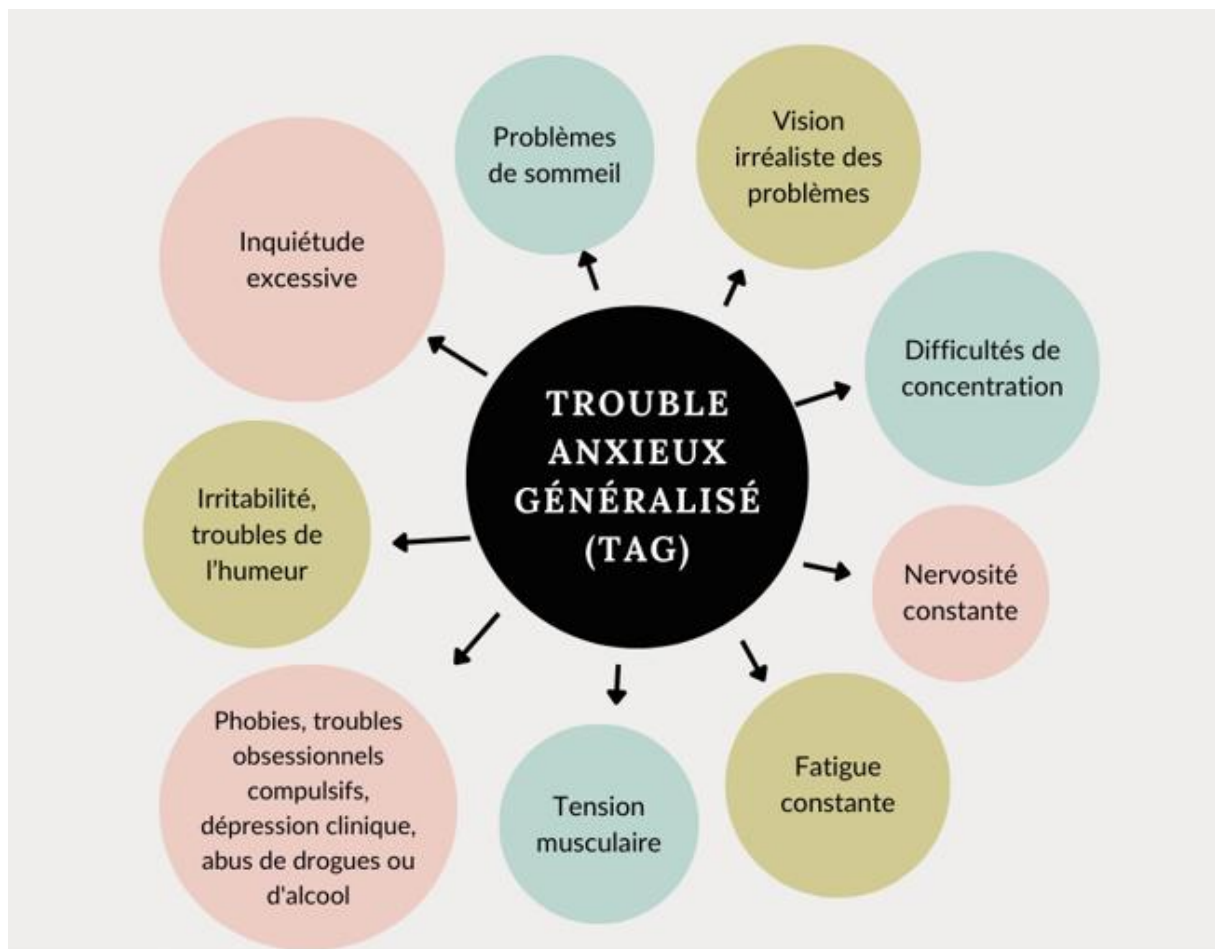 Problèmes
de sommeil
Vision
irréaliste des
problèmes
Inquiétude
excessive
Difficultés de
concentration
TROUBLE
ANXIEUX
GÉNÉRALISÉ
(TAG)
Irritabilité,
troubles de
l'humeur
Nervosité
constante
Phobies, troubles
obsessionnels
compulsifs,
dépression clinique,
abus de drogues ou
d'alcool
Tension
musculaire
Fatigue
constante